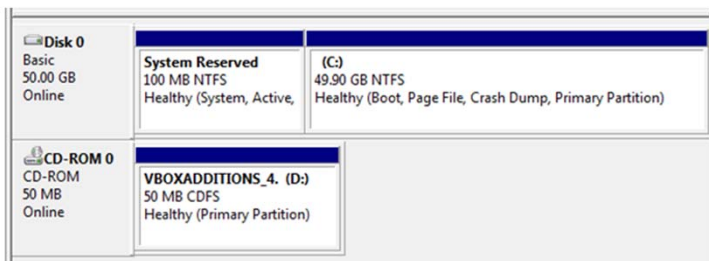 Disk 0
Basic
50.00 GB
Online
System Reserved
100 MB NTFS
Healthy (System, Active,
(C:)
49.90 GB NTFS
Healthy (Boot, Page File, Crash Dump, Primary Partition)
CD-ROM 0
CD-ROM
50 MB
Online
VBOXADDITIONS_4. (D:)
50 MB CDFS
Healthy (Primary Partition)